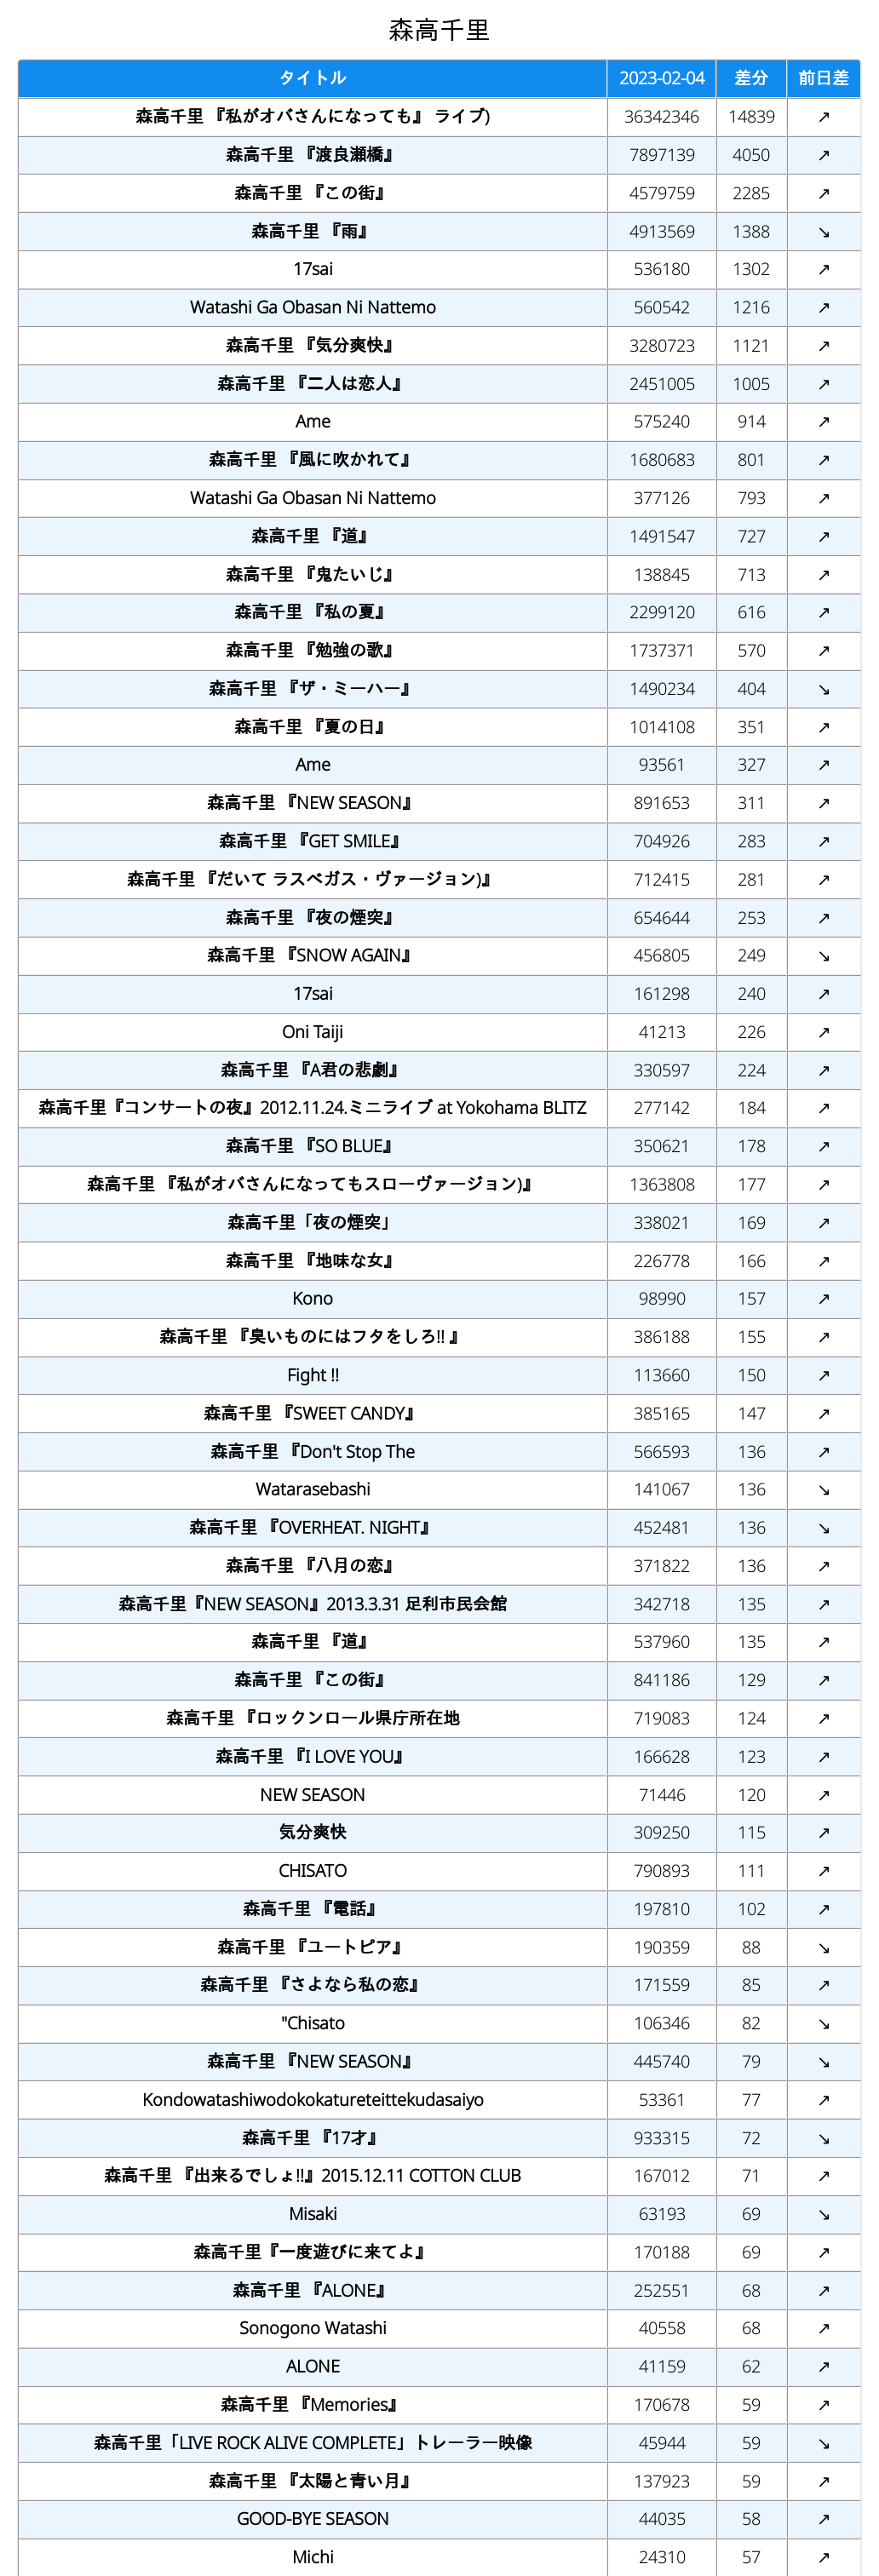 森高千里
タイトル 2023-02-04 差分 前日差
森高千里 『私がオバさんになっても』 ライブ) 36342346 14839 ↗
森高千里 『渡良瀬橋』 7897139 4050 ↗
森高千里 『この街』 4579759 2285 ↗
森高千里 『雨』 4913569 1388 ↘
17sai 536180 1302 ↗
Watashi Ga Obasan Ni Nattemo 560542 1216 ↗
森高千里 『気分爽快』 3280723 1121 ↗
森高千里 『二人は恋人』 2451005 1005 ↗
Ame 575240 914 ↗
森高千里 『風に吹かれて』 1680683 801 ↗
Watashi Ga Obasan Ni Nattemo 377126 793 ↗
森高千里 『道』 1491547 727 ↗
森高千里 『鬼たいじ』 138845 713 ↗
森高千里 『私の夏』 2299120 616 ↗
森高千里 『勉強の歌』 1737371 570 ↗
森高千里 『ザ・ミーハー』 1490234 404 ↘
森高千里 『夏の日』 1014108 351 ↗
Ame 93561 327 ↗
森高千里 『NEW SEASON』 891653 311 ↗
森高千里 『GET SMILE』 704926 283 ↗
森高千里 『だいて ラスベガス・ヴァージョン)』 712415 281 ↗
森高千里 『夜の煙突』 654644 253 ↗
森高千里 『SNOW AGAIN』 456805 249 ↘
17sai 161298 240 ↗
Oni Taiji 41213 226 ↗
森高千里 『A君の悲劇』 330597 224 ↗
森高千里『コンサートの夜』2012.11.24.ミニライブ at Yokohama BLITZ 277142 184 ↗
森高千里 『SO BLUE』 350621 178 ↗
森高千里 『私がオバさんになってもスローヴァージョン)』 1363808 177 ↗
森高千里「夜の煙突」 338021 169 ↗
森高千里 『地味な女』 226778 166 ↗
Kono 98990 157 ↗
森高千里 『臭いものにはフタをしろ!! 』 386188 155 ↗
Fight !! 113660 150 ↗
森高千里 『SWEET CANDY』 385165 147 ↗
森高千里 『Don't Stop The 566593 136 ↗
Watarasebashi 141067 136 ↘
森高千里 『OVERHEAT. NIGHT』 452481 136 ↘
森高千里 『八月の恋』 371822 136 ↗
森高千里『NEW SEASON』2013.3.31 足利市民会館 342718 135 ↗
森高千里 『道』 537960 135 ↗
森高千里 『この街』 841186 129 ↗
森高千里 『ロックンロール県庁所在地 719083 124 ↗
森高千里 『I LOVE YOU』 166628 123 ↗
NEW SEASON 71446 120 ↗
気分爽快 309250 115 ↗
CHISATO 790893 111 ↗
森高千里 『電話』 197810 102 ↗
森高千里 『ユートピア』 190359 88 ↘
森高千里 『さよなら私の恋』 171559 85 ↗
"Chisato 106346 82 ↘
森高千里 『NEW SEASON』 445740 79 ↘
Kondowatashiwodokokatureteittekudasaiyo 53361 77 ↗
森高千里 『17才』 933315 72 ↘
森高千里 『出来るでしょ!!』2015.12.11 COTTON CLUB 167012 71 ↗
Misaki 63193 69 ↘
森高千里『一度遊びに来てよ』 170188 69 ↗
森高千里 『ALONE』 252551 68 ↗
Sonogono Watashi 40558 68 ↗
ALONE 41159 62 ↗
森高千里 『Memories』 170678 59 ↗
森高千里「LIVE ROCK ALIVE COMPLETE」トレーラー映像 45944 59 ↘
森高千里 『太陽と青い月』 137923 59 ↗
GOOD-BYE SEASON 44035 58 ↗
Michi 24310 57 ↗